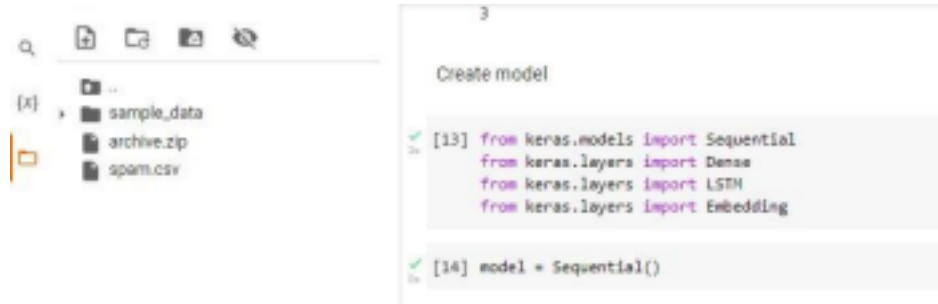 {x}
..
sample_data
archive.zip
spam.csv
3
Create model
[13] from keras.models import Sequential
from keras.layers import Dense
from keras.layers import LSTM
from keras.layers import Embedding
[14] model = Sequential()